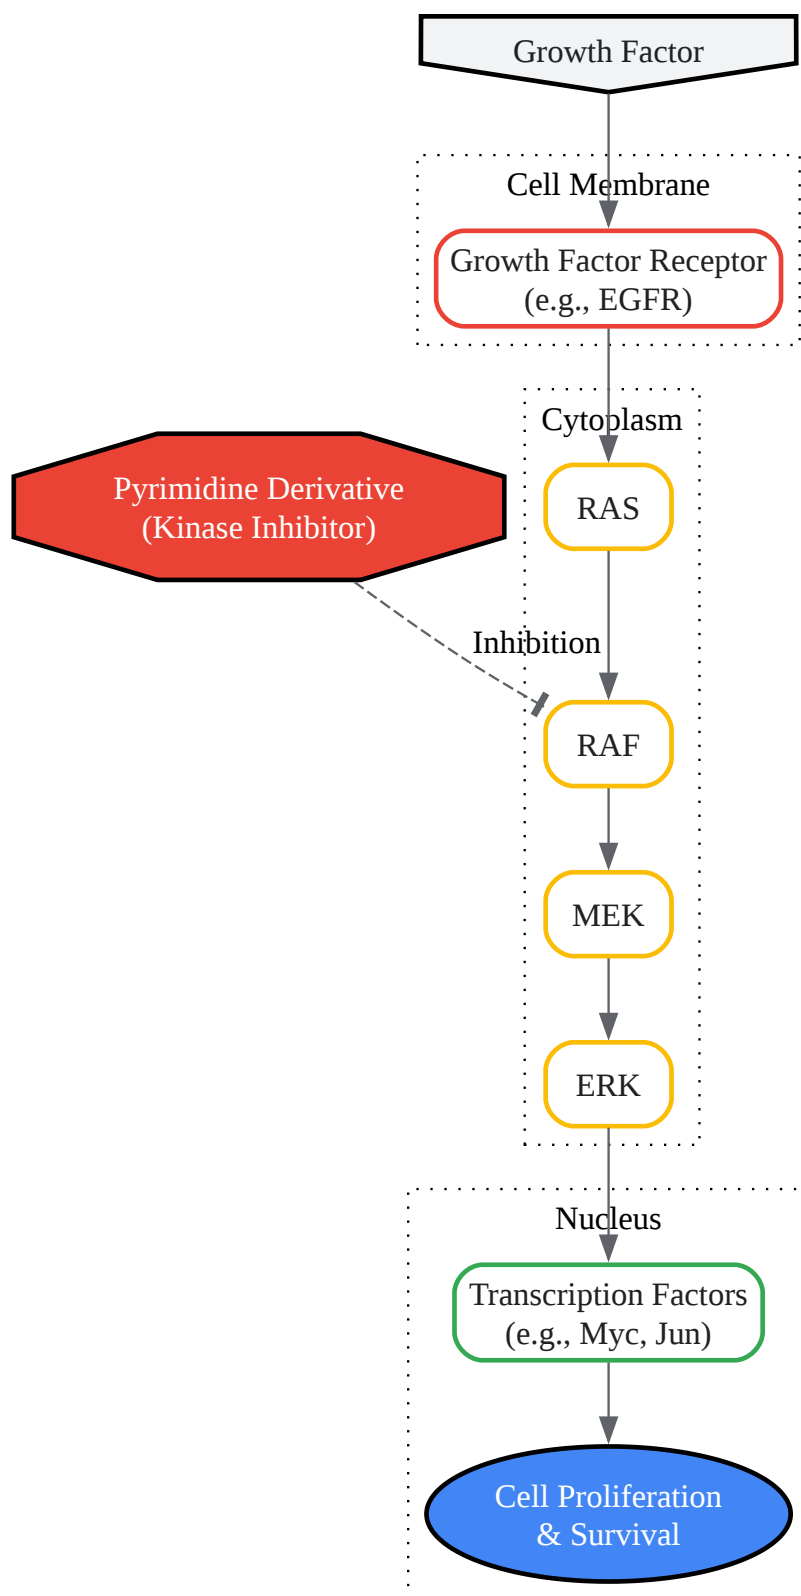 Growth Factor
Cell Membrane
Growth Factor Receptor
(e.g., EGFR)
Cytoplasm
Pyrimidine Derivative
(Kinase Inhibitor)
RAS
Inhibition
RAF
MEK
ERK
Nucleus
Transcription Factors
(e.g., Myc, Jun)
Cell Proliferation
& Survival